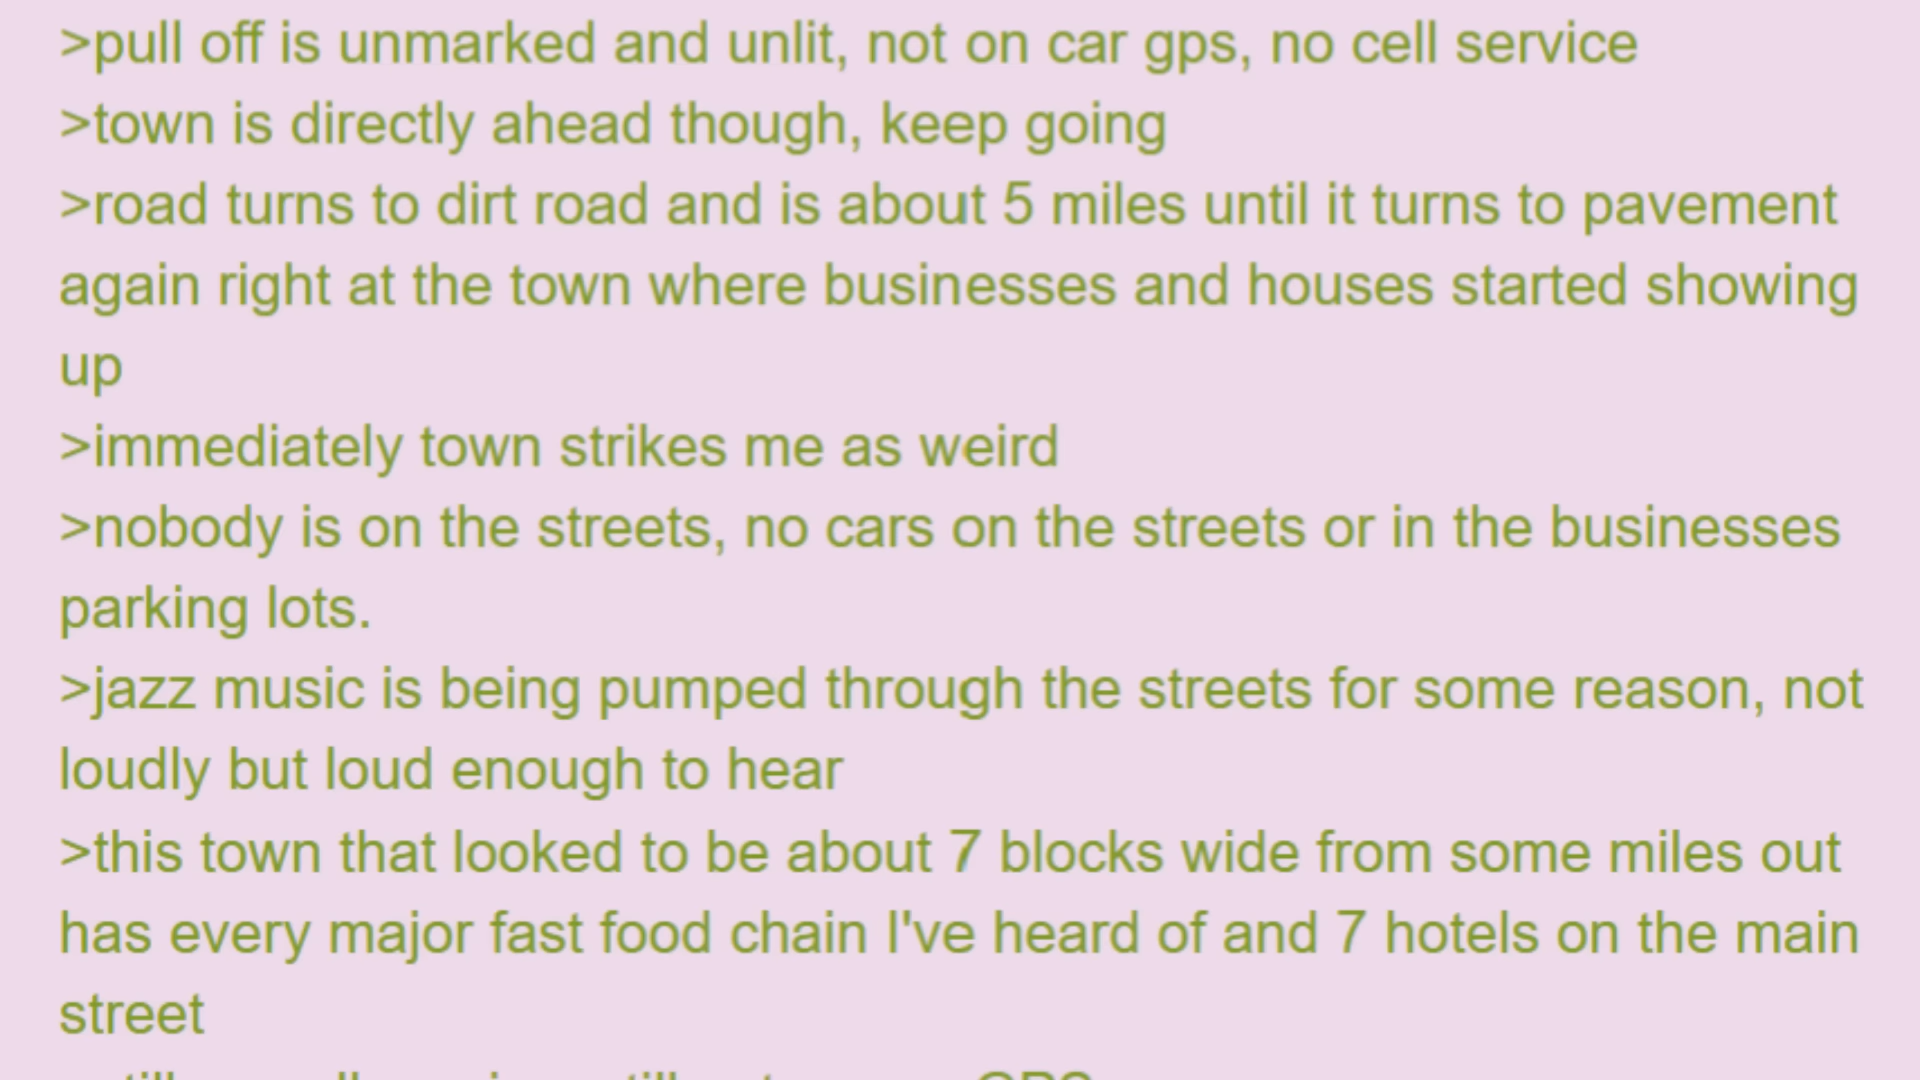 >pull off is unmarked and unlit, not on car gps, no cell service
>town is directly ahead though, keep going
>road turns to dirt road and is about 5 miles until it turns to pavement
again right at the town where businesses and houses started showing
up
>immediately town strikes me as weird
>nobody is on the streets, no cars on the streets or in the businesses
parking lots.
>jazz music is being pumped through the streets for some reason, not
loudly but loud enough to hear
>this town that looked to be about 7 blocks wide from some miles out
has every major fast food chain I've heard of and 7 hotels on the main
street